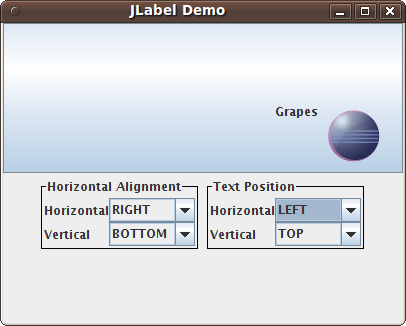 JLabel Demo
Grapes
Horizontal Alignment Text Position
Horizontal RIGHT Horizontal LEFT
Vertical BOTTOM Vertical TOP